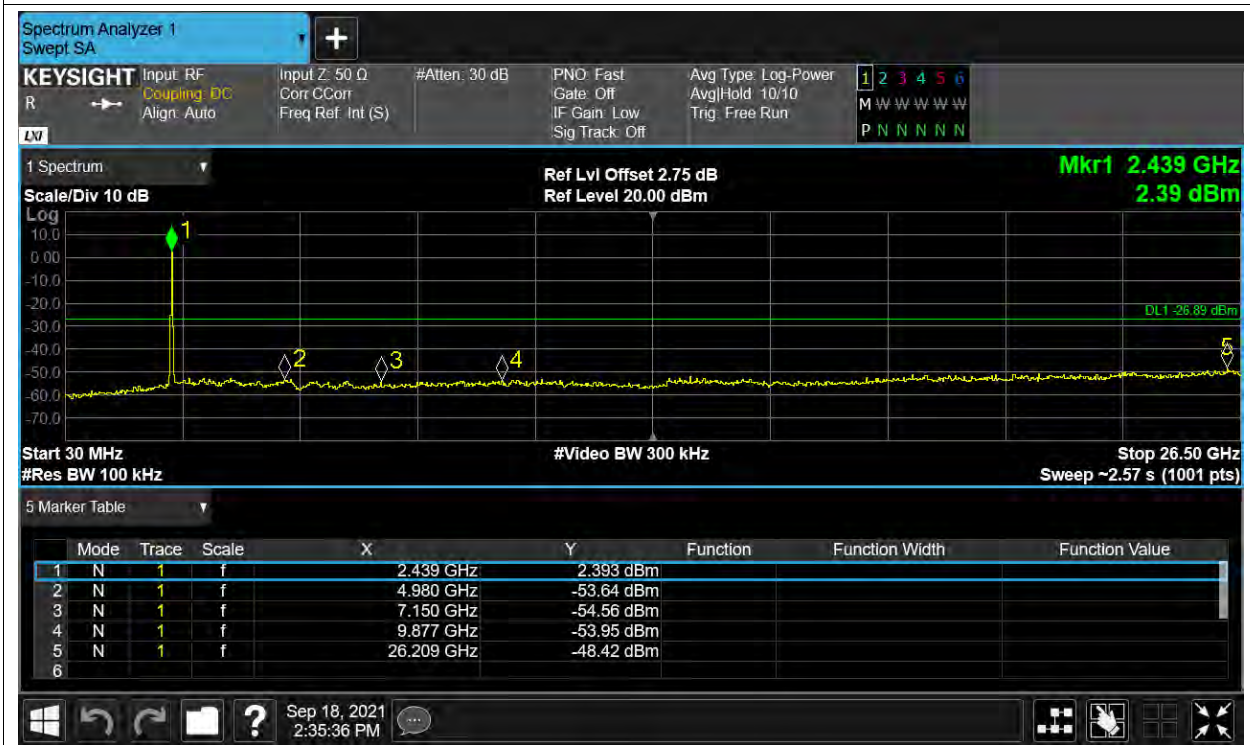 Spectrum Analyzer 1
Swept SA
+
KEYSIGHT Input: RF Input Z: 50 Ω #Atten: 30 dB PNO: Fast Avg Type: Log-Power 1 2 3 4 5 6
R Coupling: DC Corr CCorr Gate: Off Avg|Hold: 10/10 M W W W W W W
Align: Auto Freq Ref: Int (S) IF Gain: Low Trig: Free Run
LXI Sig Track: Off P N N N N N N
1 Spectrum Ref Lvl Offset 2.75 dB Mkr1 2.439 GHz
Scale/Div 10 dB Ref Level 20.00 dBm 2.39 dBm
Log
10.0 1
0.00
-10.0
-20.0
DL1 -26.89 dBm
-30.0
-40.0 2 3 4 5
-50.0
-60.0
-70.0
Start 30 MHz #Video BW 300 kHz Stop 26.50 GHz
#Res BW 100 kHz Sweep ~2.57 s (1001 pts)
5 Marker Table
Mode Trace Scale X Y Function Function Width Function Value
1 N 1 f 2.439 GHz 2.393 dBm
2 N 1 f 4.980 GHz -53.64 dBm
3 N 1 f 7.150 GHz -54.56 dBm
4 N 1 f 9.877 GHz -53.95 dBm
5 N 1 f 26.209 GHz -48.42 dBm
6
? Sep 18, 2021
2:35:36 PM